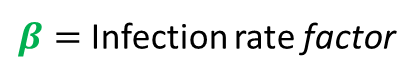 β = Infection rate factor